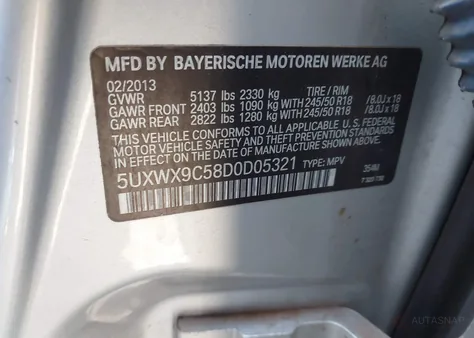 MFD BY BAYERISCHE MOTOREN WERKE AG
02/2013
GVWR 5137 lbs 2330 kg TIRE / RIM
GAWR FRONT 2403 lbs 1090 kg WITH 245/50 R18 / 8.0J x 18
GAWR REAR 2822 lbs 1280 kg WITH 245/50 R18 / 8.0J x 18
THIS VEHICLE CONFORMS TO ALL APPLICABLE U.S. FEDERAL
MOTOR VEHICLE SAFETY, BUMPER, AND THEFT PREVENTION
STANDARDS IN EFFECT ON THE DATE OF MANUFACTURE SHOWN ABOVE.
5UXWX9C58D0D05321 TYPE: MPV
AUTASNAP